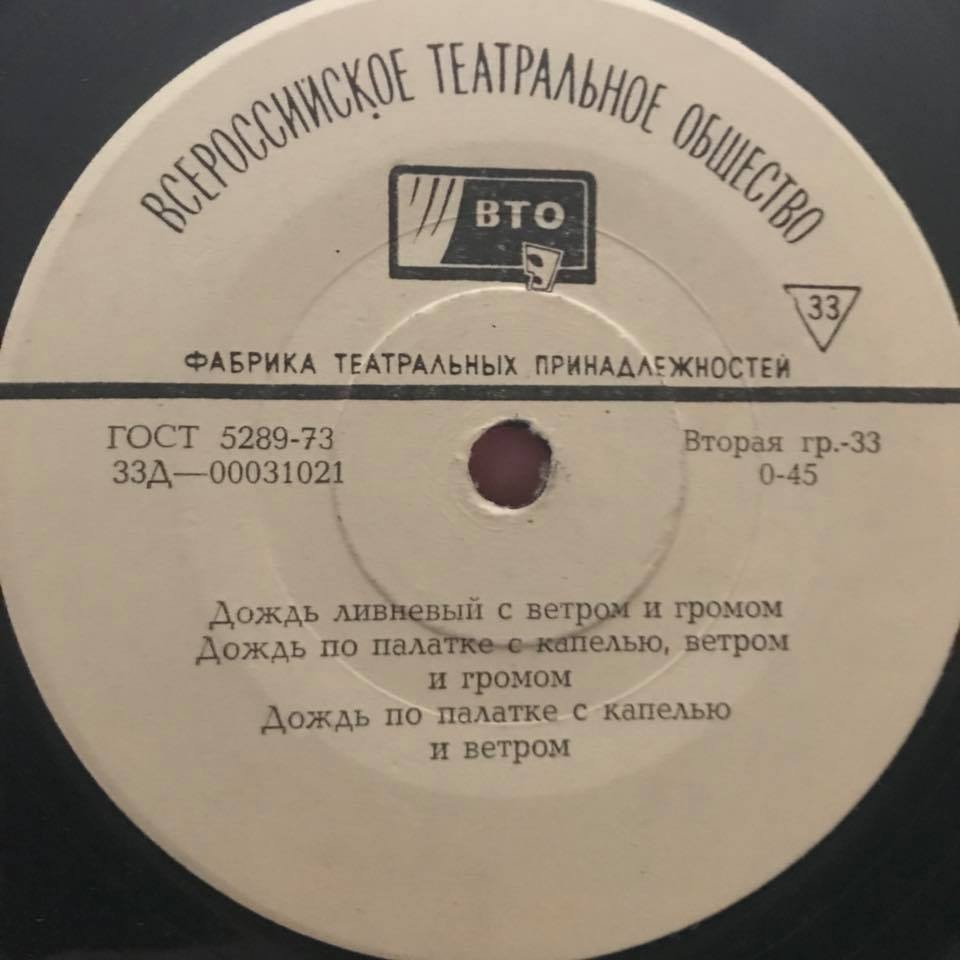 ВСЕРОССИЙСКОЕ ТЕАТРАЛЬНОЕ ОБЩЕСТВО
ВТО
33
ФАБРИКА ТЕАТРАЛЬНЫХ ПРИНАДЛЕЖНОСТЕЙ
ГОСТ 5289-73 Вторая гр.-33
33Д—00031021 0-45
Дождь ливневый с ветром и громом
Дождь по палатке с капелью, ветром
и громом
Дождь по палатке с капелью
и ветром